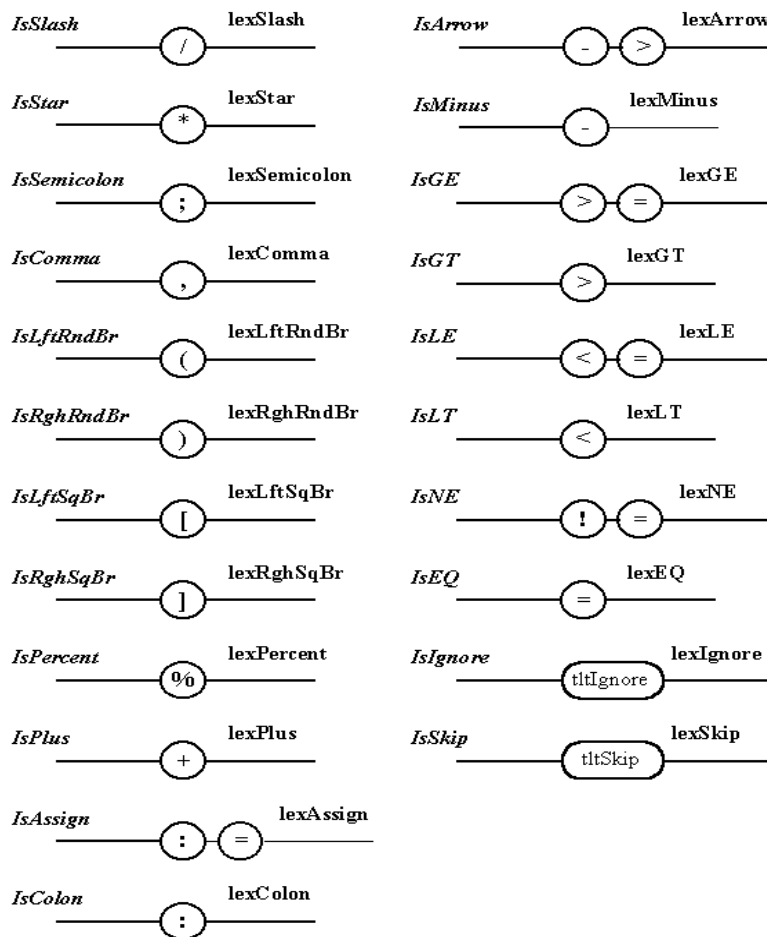 IsSlash
lexSlash
/
IsStar
lexStar
*
IsSemicolon
lexSemicolon
;
IsComma
lexComma
,
IsLftRndBr
lexLftRndBr
(
IsRghRndBr
lexRghRndBr
)
IsLftSqBr
lexLftSqBr
[
IsRghSqBr
lexRghSqBr
]
IsPercent
lexPercent
%
IsPlus
lexPlus
+
IsAssign
lexAssign
: =
IsColon
lexColon
:
IsArrow
lexArrow
- >
IsMinus
lexMinus
-
IsGE
lexGE
> =
IsGT
lexGT
>
IsLE
lexLE
< =
IsLT
lexLT
<
IsNE
lexNE
! =
IsEQ
lexEQ
=
IsIgnore
lexIgnore
tltIgnore
IsSkip
lexSkip
tltSkip